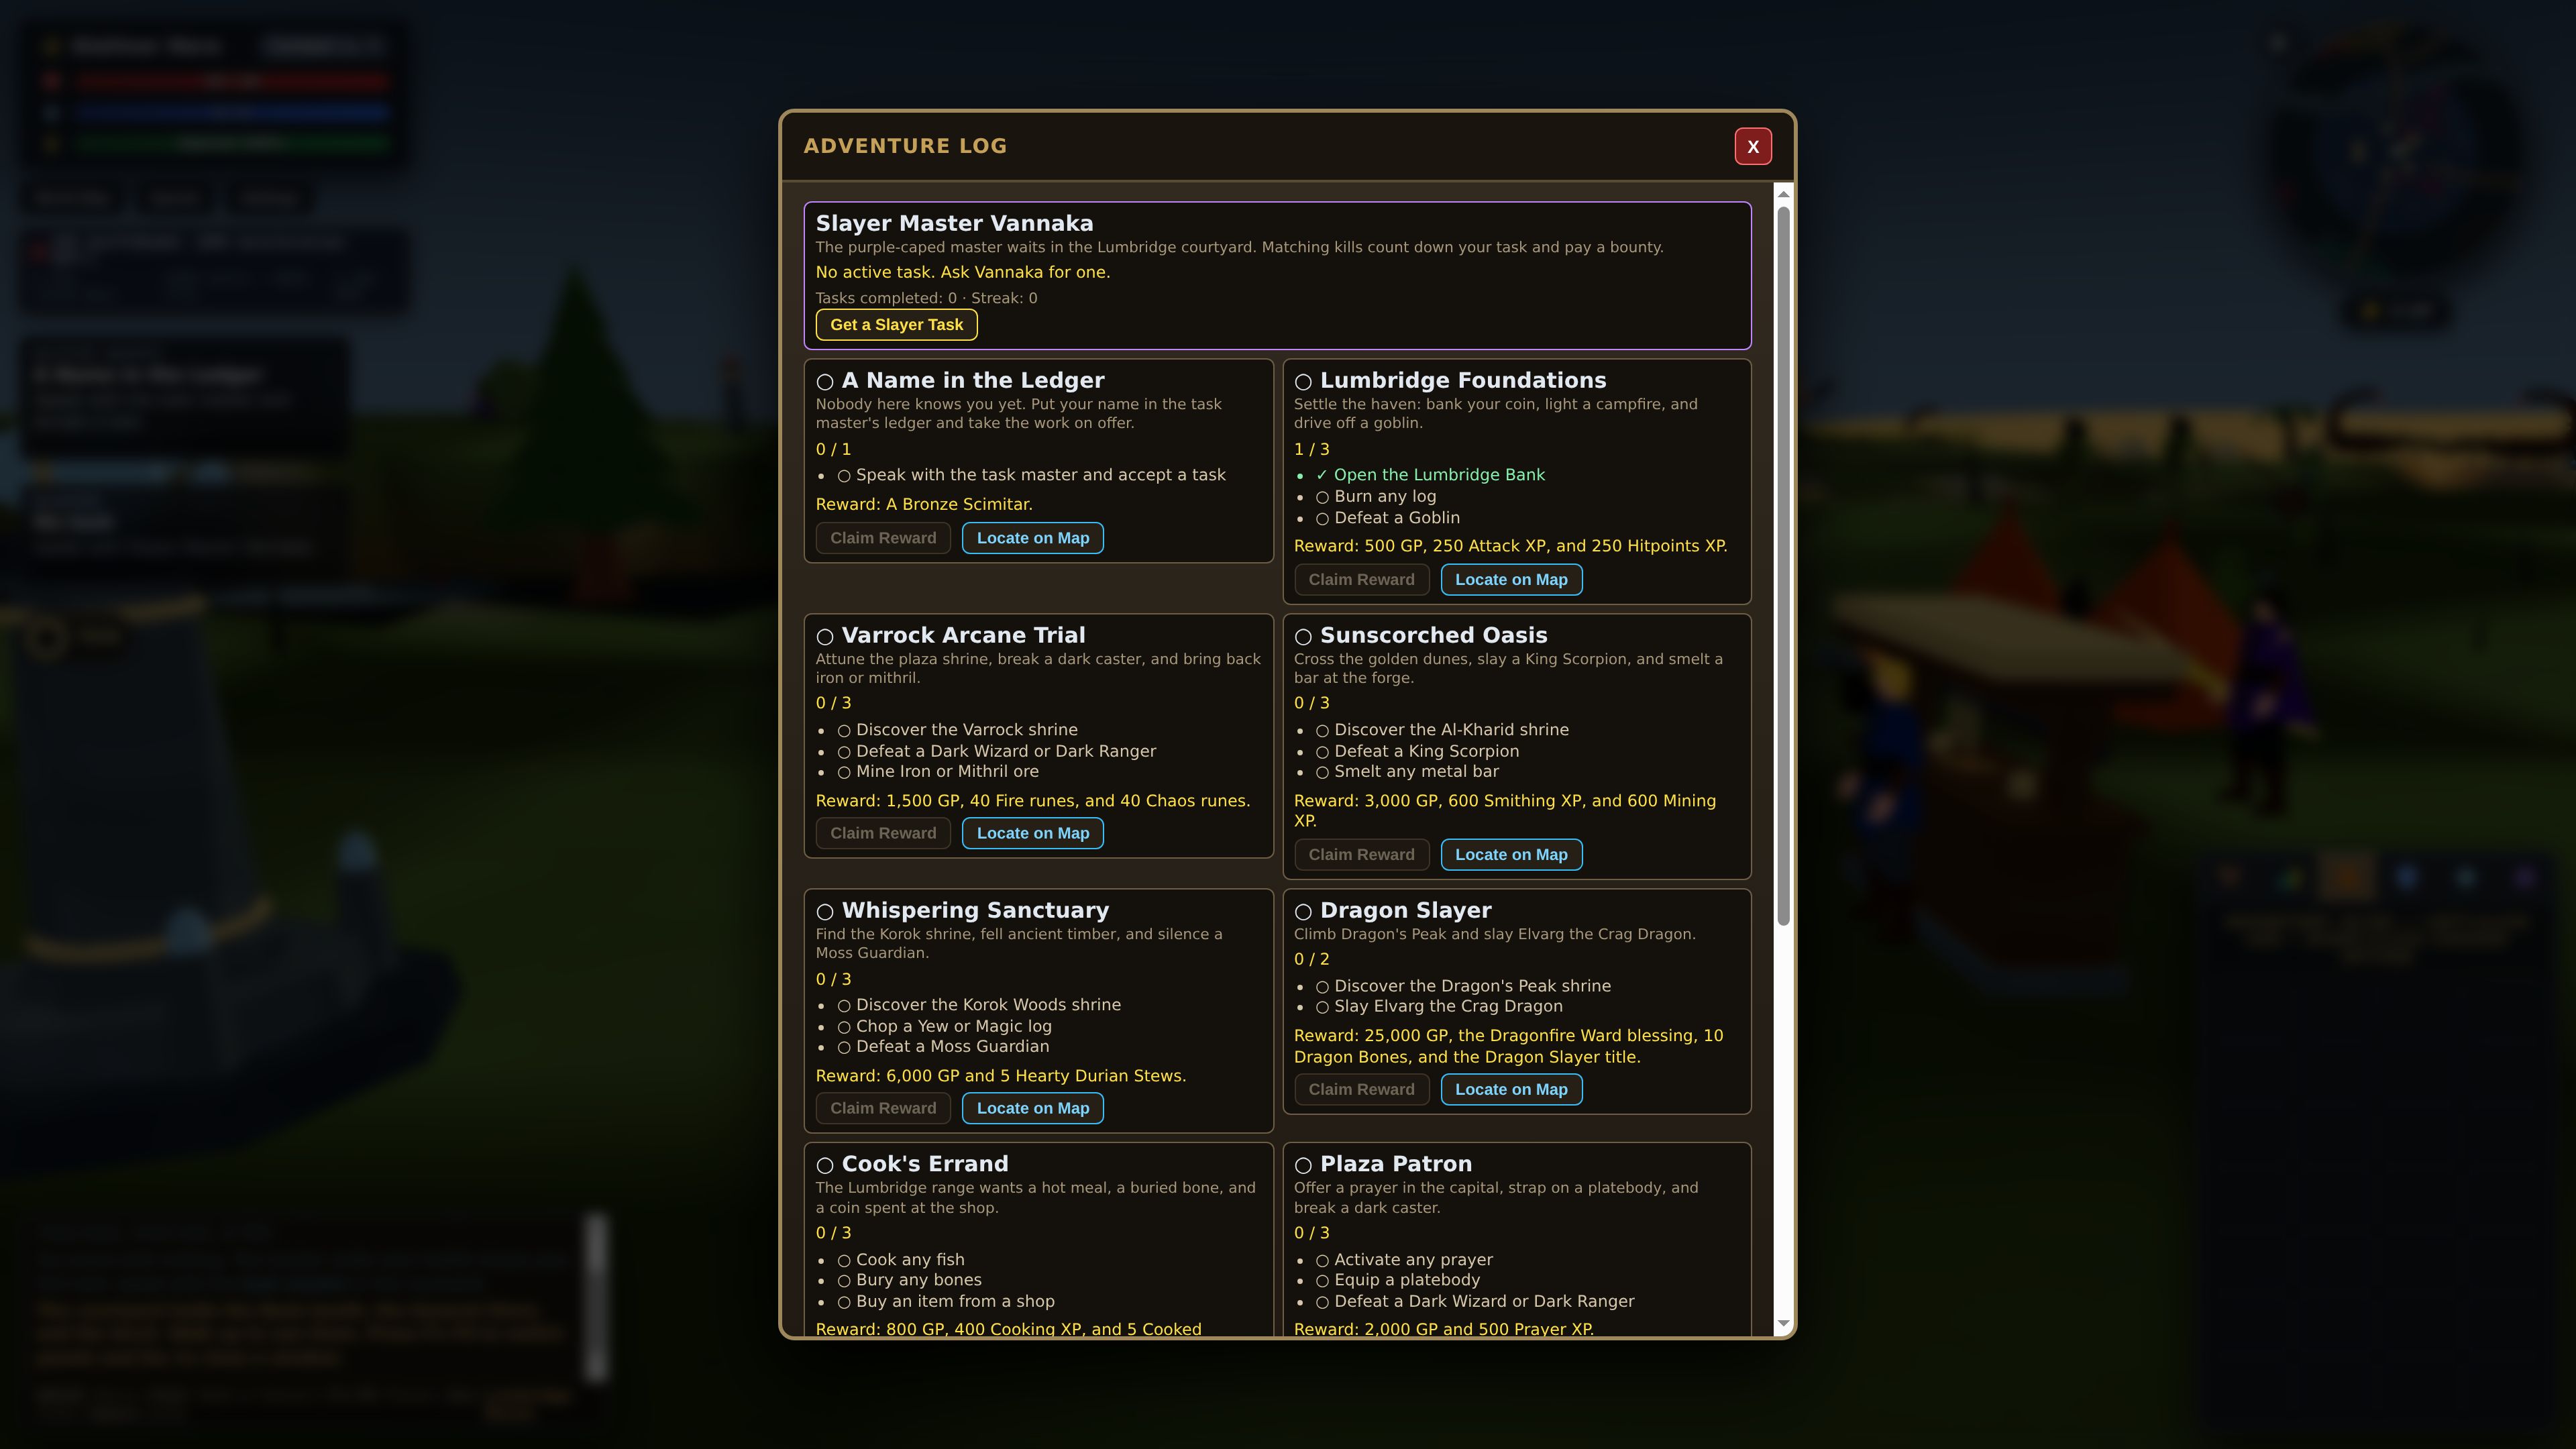 ADVENTURE LOG
X
Slayer Master Vannaka
The purple-caped master waits in the Lumbridge courtyard. Matching kills count down your task and pay a bounty.
No active task. Ask Vannaka for one.
Tasks completed: 0 · Streak: 0
Get a Slayer Task
○ A Name in the Ledger
Nobody here knows you yet. Put your name in the task
master's ledger and take the work on offer.
0 / 1
• ○ Speak with the task master and accept a task
Reward: A Bronze Scimitar.
Claim Reward Locate on Map
○ Lumbridge Foundations
Settle the haven: bank your coin, light a campfire, and
drive off a goblin.
1 / 3
• ✓ Open the Lumbridge Bank
• ○ Burn any log
• ○ Defeat a Goblin
Reward: 500 GP, 250 Attack XP, and 250 Hitpoints XP.
Claim Reward Locate on Map
○ Varrock Arcane Trial
Attune the plaza shrine, break a dark caster, and bring back
iron or mithril.
0 / 3
• ○ Discover the Varrock shrine
• ○ Defeat a Dark Wizard or Dark Ranger
• ○ Mine Iron or Mithril ore
Reward: 1,500 GP, 40 Fire runes, and 40 Chaos runes.
Claim Reward Locate on Map
○ Sunscorched Oasis
Cross the golden dunes, slay a King Scorpion, and smelt a
bar at the forge.
0 / 3
• ○ Discover the Al-Kharid shrine
• ○ Defeat a King Scorpion
• ○ Smelt any metal bar
Reward: 3,000 GP, 600 Smithing XP, and 600 Mining
XP.
Claim Reward Locate on Map
○ Whispering Sanctuary
Find the Korok shrine, fell ancient timber, and silence a
Moss Guardian.
0 / 3
• ○ Discover the Korok Woods shrine
• ○ Chop a Yew or Magic log
• ○ Defeat a Moss Guardian
Reward: 6,000 GP and 5 Hearty Durian Stews.
Claim Reward Locate on Map
○ Dragon Slayer
Climb Dragon's Peak and slay Elvarg the Crag Dragon.
0 / 2
• ○ Discover the Dragon's Peak shrine
• ○ Slay Elvarg the Crag Dragon
Reward: 25,000 GP, the Dragonfire Ward blessing, 10
Dragon Bones, and the Dragon Slayer title.
Claim Reward Locate on Map
○ Cook's Errand
The Lumbridge range wants a hot meal, a buried bone, and
a coin spent at the shop.
0 / 3
• ○ Cook any fish
• ○ Bury any bones
• ○ Buy an item from a shop
Reward: 800 GP, 400 Cooking XP, and 5 Cooked
○ Plaza Patron
Offer a prayer in the capital, strap on a platebody, and
break a dark caster.
0 / 3
• ○ Activate any prayer
• ○ Equip a platebody
• ○ Defeat a Dark Wizard or Dark Ranger
Reward: 2,000 GP and 500 Prayer XP.